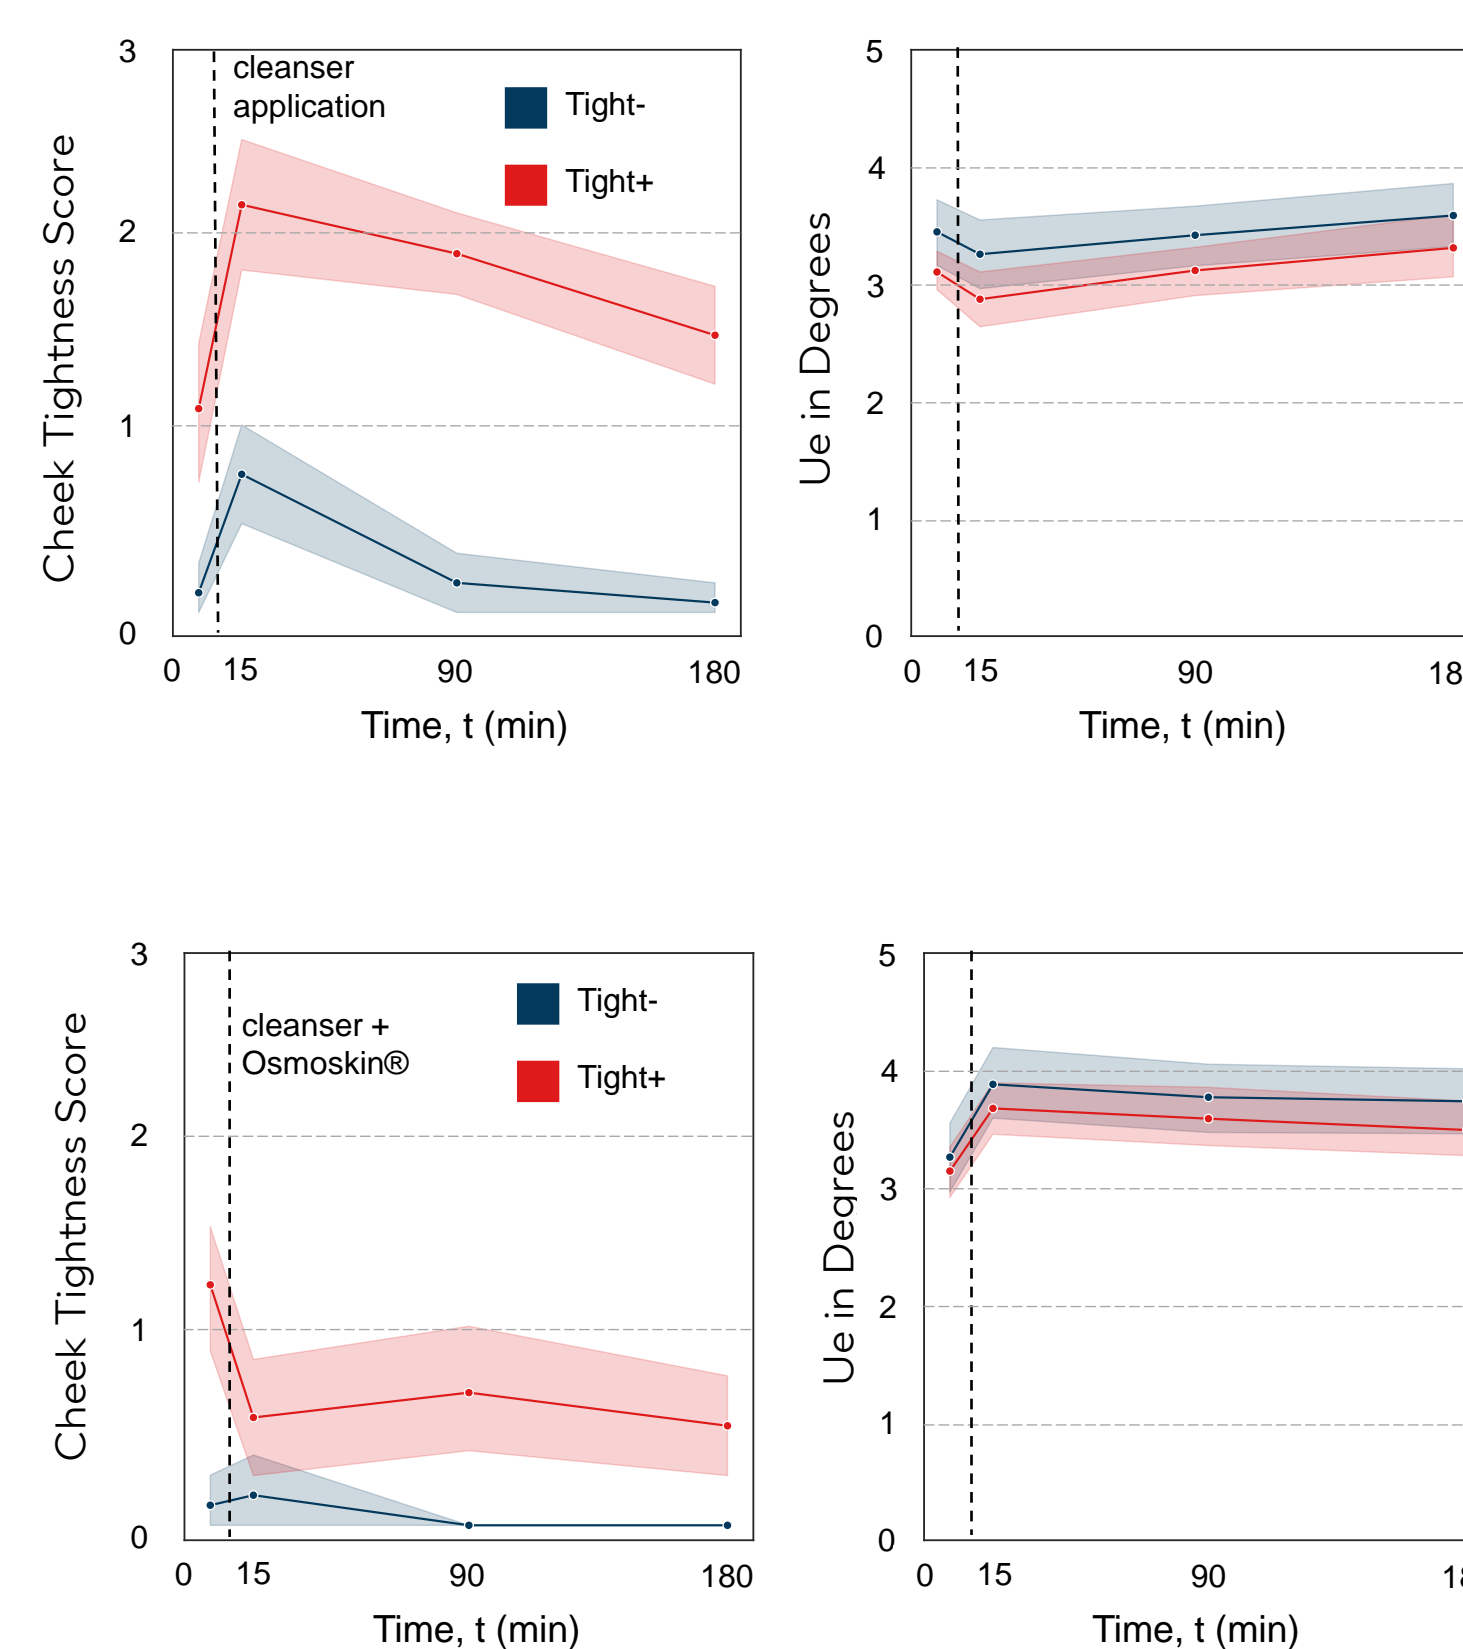 Cheek Tightness Score
3
2
1
0
cleanser
application
Tight-
Tight+
0 15 90 180
Time, t (min)
Ue in Degrees
5
4
3
2
1
0
0 15 90 18
Time, t (min)
Cheek Tightness Score
3
2
1
0
cleanser +
Osmoskin®
Tight-
Tight+
0 15 90 180
Time, t (min)
Ue in Degrees
5
4
3
2
1
0
0 15 90 18
Time, t (min)